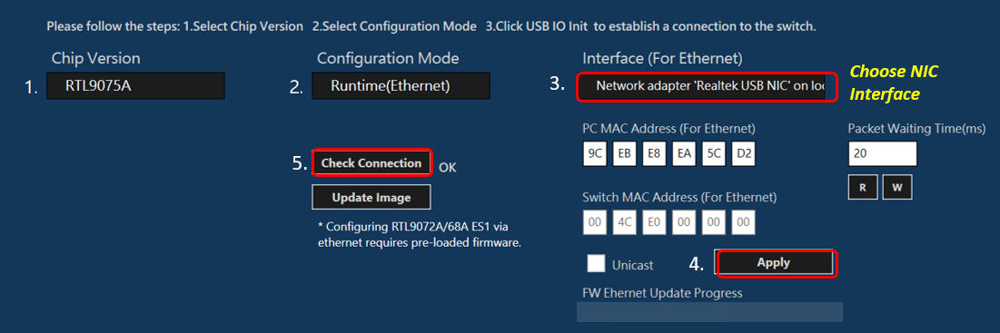 Please follow the steps: 1.Select Chip Version 2.Select Configuration Mode 3.Click USB IO Init to establish a connection to the switch.
Chip Version
Configuration Mode
Interface (For Ethernet)
1. RTL9075A
2. Runtime(Ethernet)
3. Network adapter 'Realtek USB NIC' on loc
Choose NIC
Interface
PC MAC Address (For Ethernet)
Packet Waiting Time(ms)
9C EB E8 EA 5C D2
20
5. Check Connection OK
R W
Update Image
Switch MAC Address (For Ethernet)
00 4C E0 00 00 00
* Configuring RTL9072A/68A ES1 via
ethernet requires pre-loaded firmware.
Unicast
4. Apply
FW Ehernet Update Progress